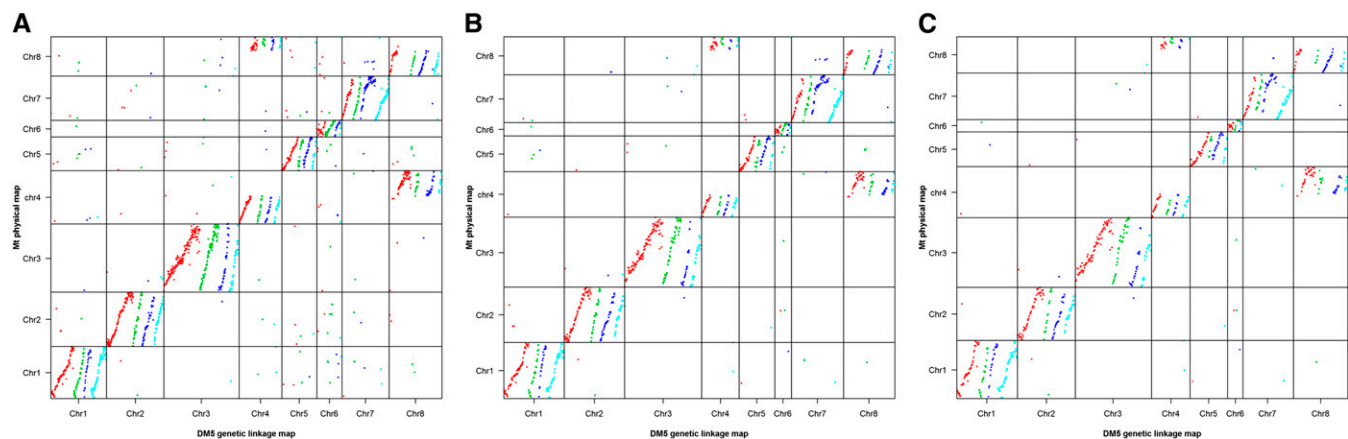 A
B
C
Chr8
Chr7
Chr6
Chr5
chr4
Chr3
Chr2
Chr1
Mt physical map
Chr1 Chr2 Chr3 Chr4 Chr5 Chr6 Chr7 Chr8
DM5 genetic linkage map
Chr8
Chr7
Chr6
Chr5
chr4
Chr3
Chr2
Chr1
Mt physical map
Chr1 Chr2 Chr3 Chr4 Chr5 Chr6 Chr7 Chr8
DM5 genetic linkage map
Chr8
Chr7
Chr6
Chr5
chr4
Chr3
Chr2
Chr1
Mt physical map
Chr1 Chr2 Chr3 Chr4 Chr5 Chr6 Chr7 Chr8
DM5 genetic linkage map